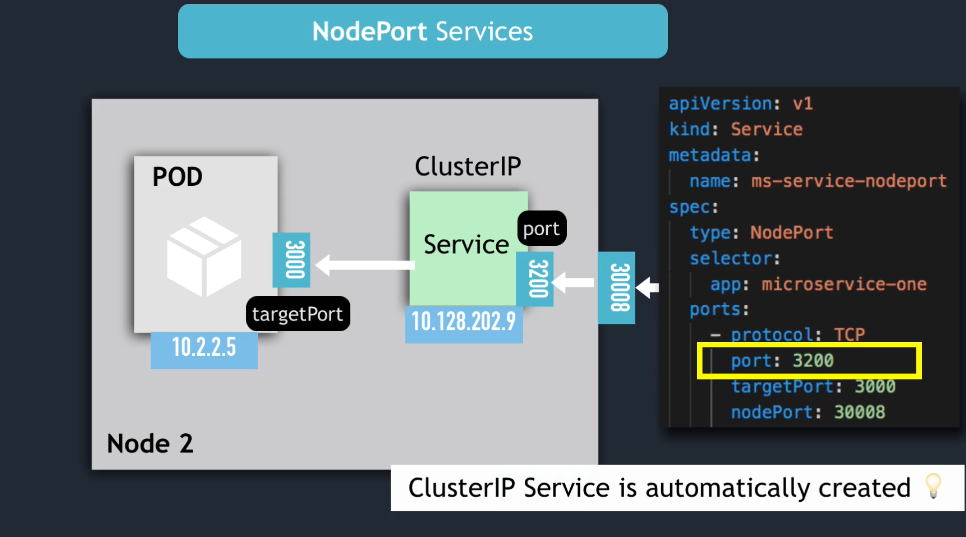 NodePort Services
POD
3000
targetPort
10.2.2.5
Node 2
ClusterIP
Service
port
3200
10.128.202.9
30008
apiVersion: v1
kind: Service
metadata:
name: ms-service-nodeport
spec:
type: NodePort
selector:
app: microservice-one
ports:
- protocol: TCP
port: 3200
targetPort: 3000
nodePort: 30008
ClusterIP Service is automatically created 💡